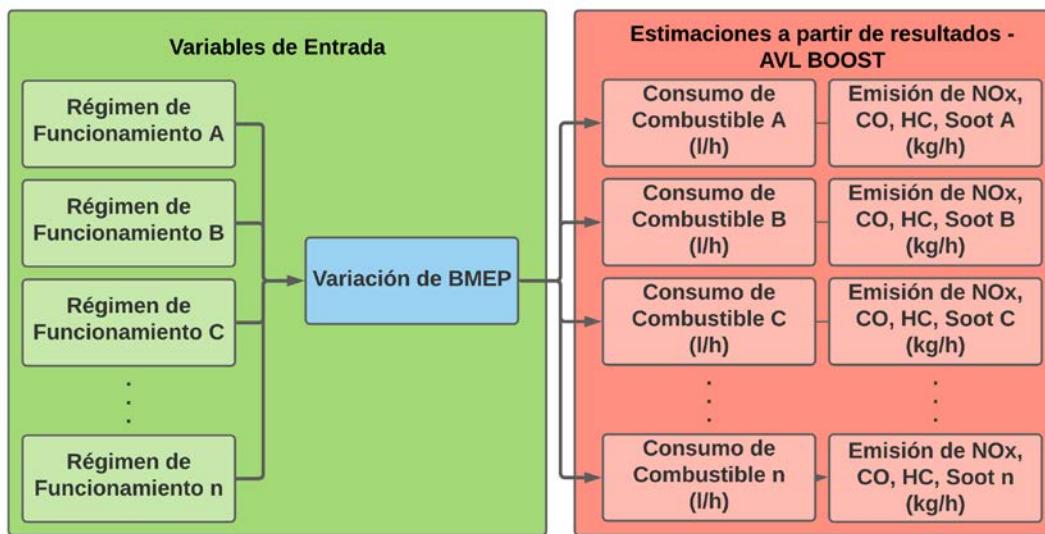 Variables de Entrada
Régimen de
Funcionamiento A
Régimen de
Funcionamiento B
Régimen de
Funcionamiento C
.
.
.
Régimen de
Funcionamiento n
Variación de BMEP
Estimaciones a partir de resultados -
AVL BOOST
Consumo de
Combustible A
(l/h)
Emisión de NOx,
CO, HC, Soot A
(kg/h)
Consumo de
Combustible B
(l/h)
Emisión de NOx,
CO, HC, Soot B
(kg/h)
Consumo de
Combustible C
(l/h)
Emisión de NOx,
CO, HC, Soot C
(kg/h)
.
.
.
.
.
.
Consumo de
Combustible n
(l/h)
Emisión de NOx,
CO, HC, Soot n
(kg/h)